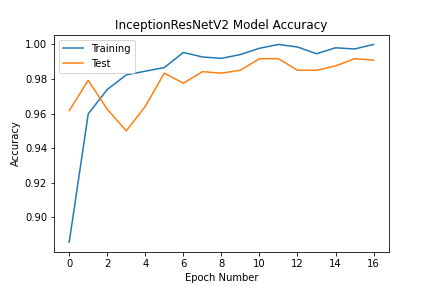 InceptionResNetV2 Model Accuracy
Training
Test
1.00
0.98
0.96
0.94
0.92
0.90
Accuracy
0 2 4 6 8 10 12 14 16
Epoch Number